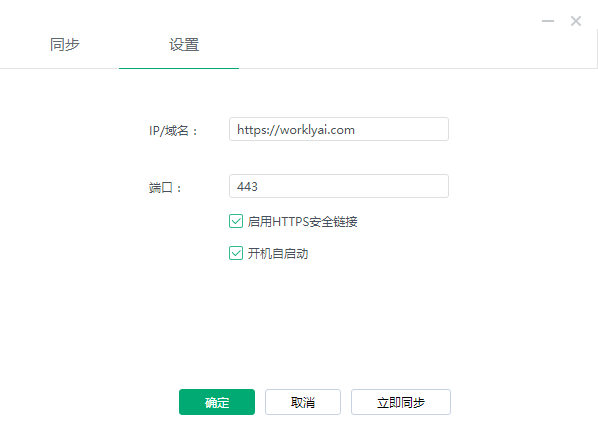 同步
设置
IP/域名：
https://worklyai.com
端口：
443
启用HTTPS安全链接
开机自启动
确定
取消
立即同步